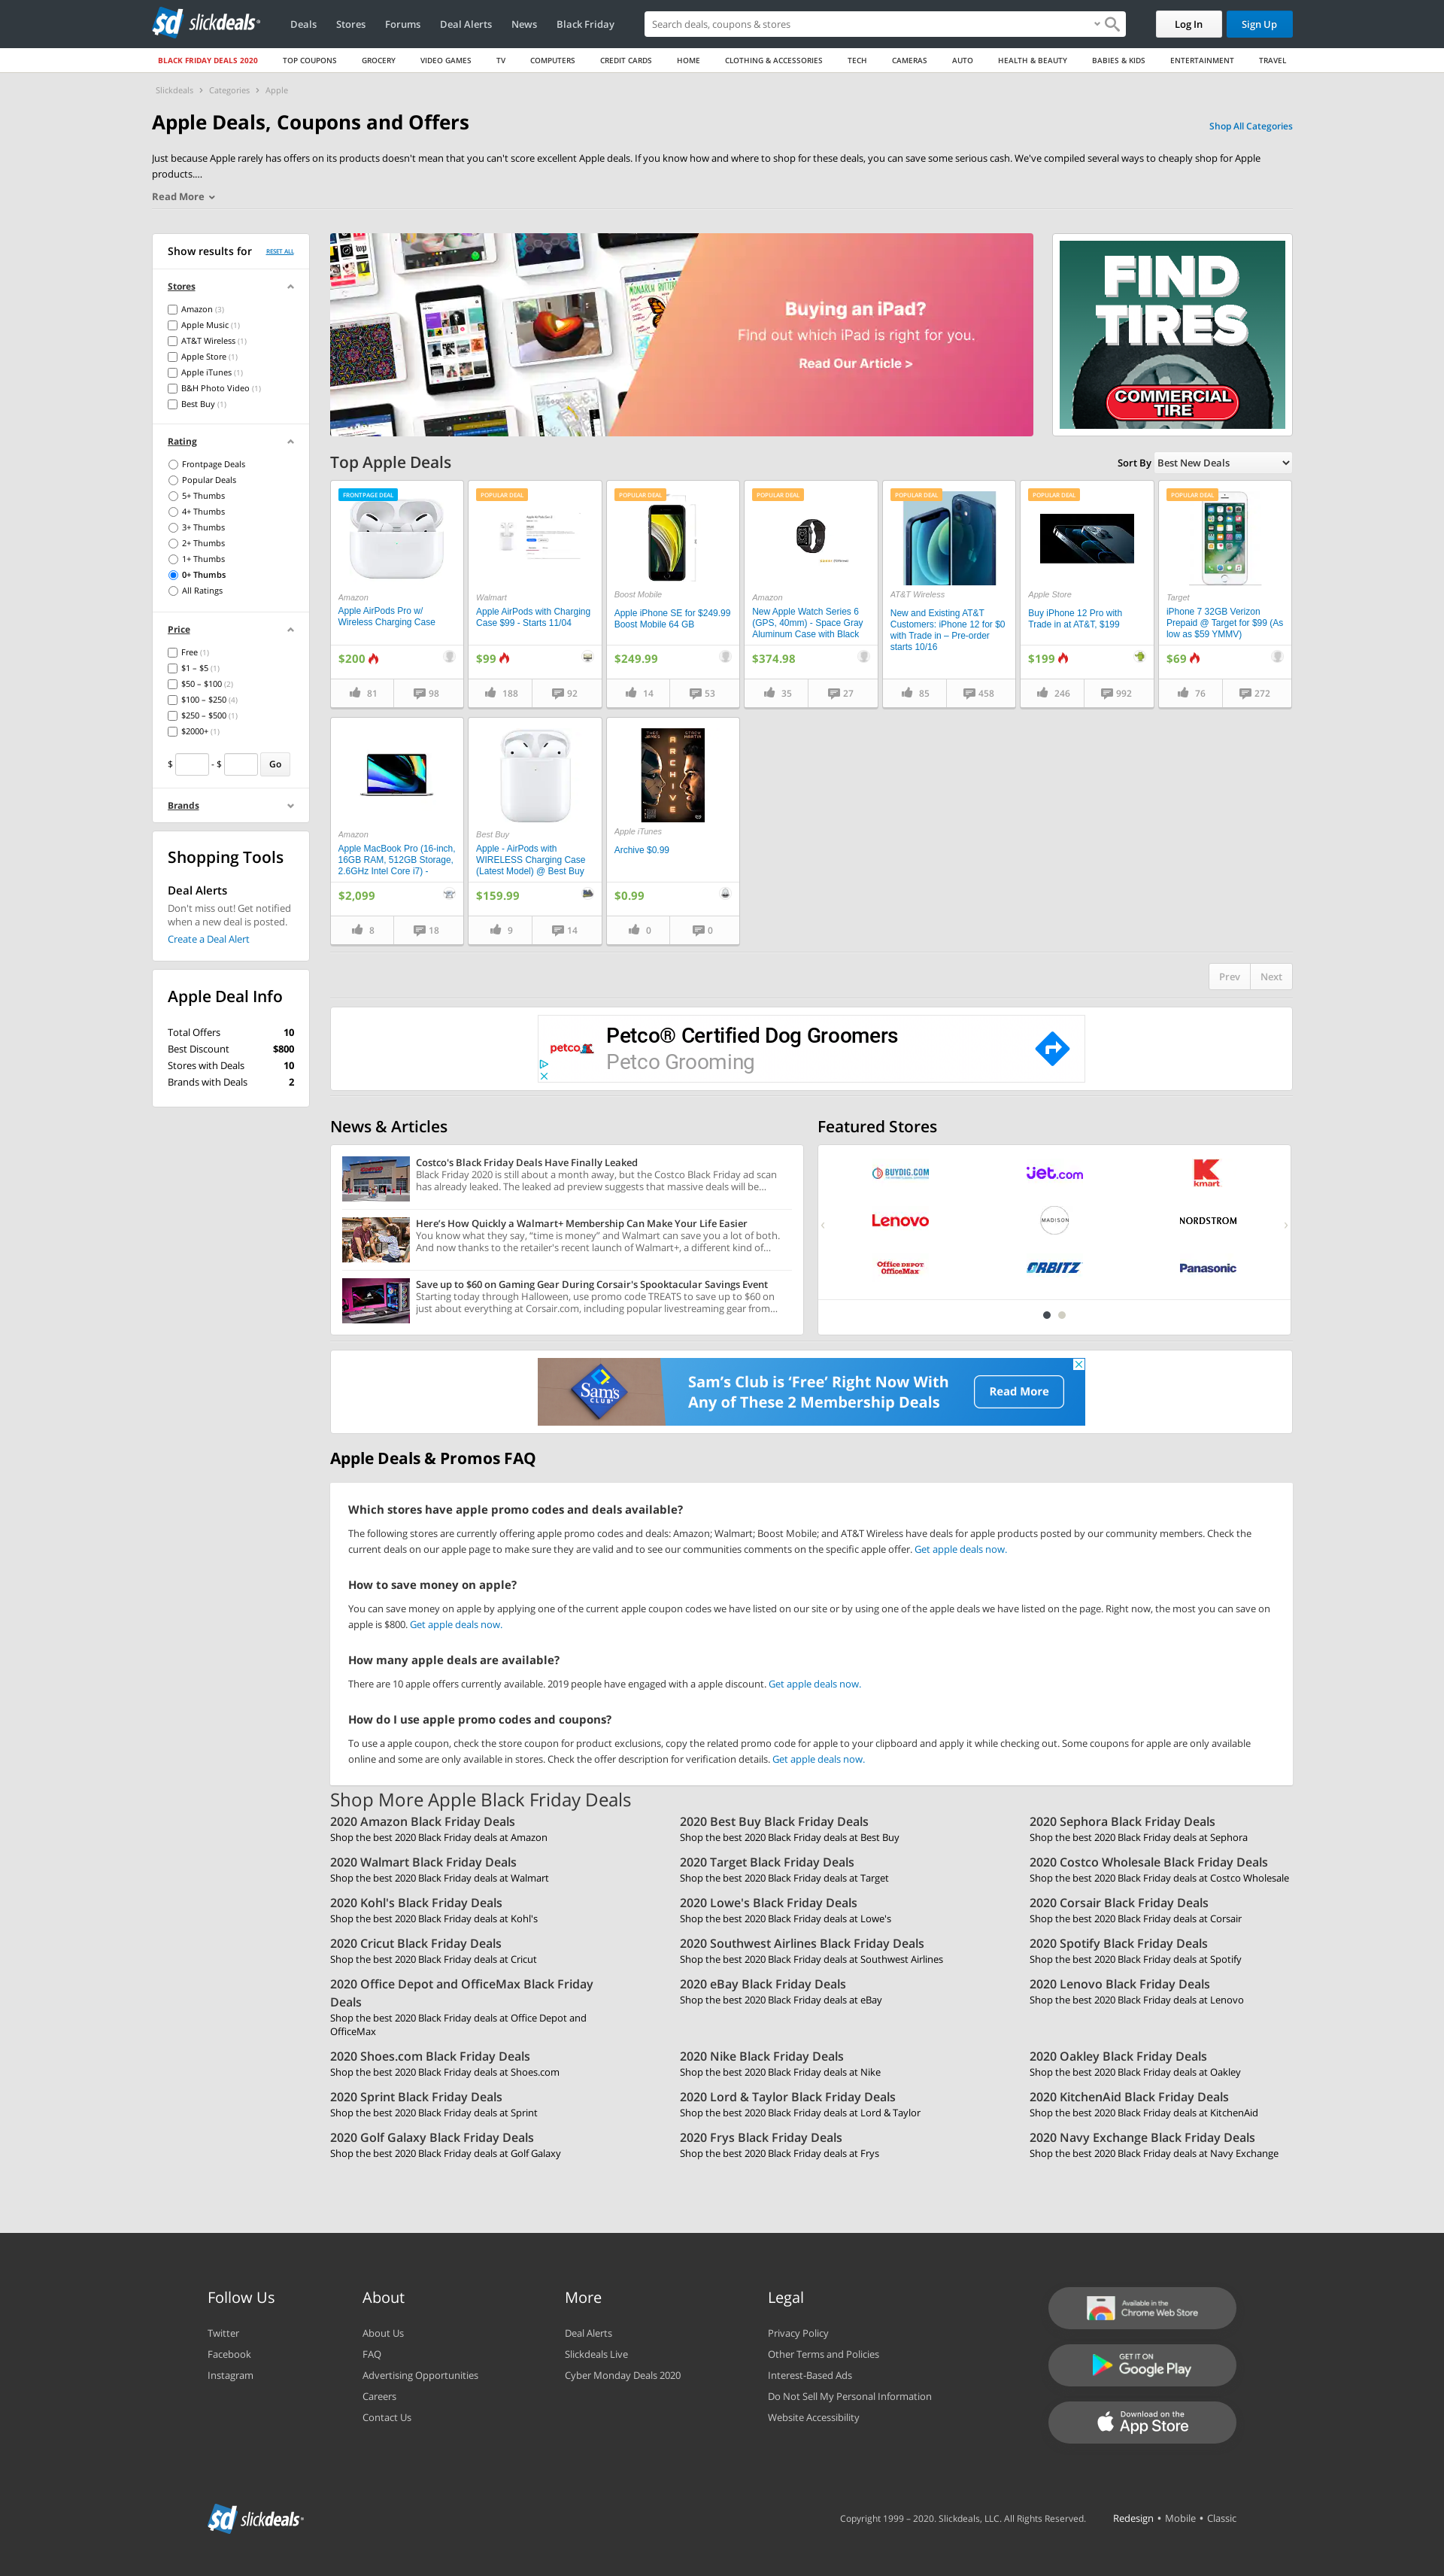 sd slickdeals
Deals Stores Forums Deal Alerts News Black Friday
Search deals, coupons & stores
Log In
Sign Up
BLACK FRIDAY DEALS 2020 TOP COUPONS GROCERY VIDEO GAMES TV COMPUTERS CREDIT CARDS HOME CLOTHING & ACCESSORIES TECH CAMERAS AUTO HEALTH & BEAUTY BABIES & KIDS ENTERTAINMENT TRAVEL
Slickdeals › Categories › Apple
Apple Deals, Coupons and Offers
Shop All Categories
Just because Apple rarely has offers on its products doesn't mean that you can't score excellent Apple deals. If you know how and where to shop for these deals, you can save some serious cash. We've compiled several ways to cheaply shop for Apple
products....
Read More
Show results for RESET ALL
Stores
Amazon (3)
Apple Music (1)
AT&T Wireless (1)
Apple Store (1)
Apple iTunes (1)
B&H Photo Video (1)
Best Buy (1)
Rating
Frontpage Deals
Popular Deals
5+ Thumbs
4+ Thumbs
3+ Thumbs
2+ Thumbs
1+ Thumbs
0+ Thumbs
All Ratings
Price
Free (1)
$1 – $5 (1)
$50 – $100 (2)
$100 – $250 (4)
$250 – $500 (1)
$2000+ (1)
$ - $ Go
Brands
Shopping Tools
Deal Alerts
Don't miss out! Get notified
when a new deal is posted.
Create a Deal Alert
Apple Deal Info
Total Offers 10
Best Discount $800
Stores with Deals 10
Brands with Deals 2
Buying an iPad?
Find out which iPad is right for you.
Read Our Article >
FIND
TIRES
COMMERCIAL
TIRE
Top Apple Deals
Sort By Best New Deals
FRONTPAGE DEAL
Amazon
Apple AirPods Pro w/
Wireless Charging Case
$200
81 98
POPULAR DEAL
Walmart
Apple AirPods with Charging
Case $99 - Starts 11/04
$99
188 92
POPULAR DEAL
Boost Mobile
Apple iPhone SE for $249.99
Boost Mobile 64 GB
$249.99
14 53
POPULAR DEAL
Amazon
New Apple Watch Series 6
(GPS, 40mm) - Space Gray
Aluminum Case with Black
$374.98
35 27
POPULAR DEAL
AT&T Wireless
New and Existing AT&T
Customers: iPhone 12 for $0
with Trade in – Pre-order
starts 10/16
85 458
POPULAR DEAL
Apple Store
Buy iPhone 12 Pro with
Trade in at AT&T, $199
$199
246 992
POPULAR DEAL
Target
iPhone 7 32GB Verizon
Prepaid @ Target for $99 (As
low as $59 YMMV)
$69
76 272
Amazon
Apple MacBook Pro (16-inch,
16GB RAM, 512GB Storage,
2.6GHz Intel Core i7) -
$2,099
8 18
Best Buy
Apple - AirPods with
WIRELESS Charging Case
(Latest Model) @ Best Buy
$159.99
9 14
ARCHIVE
Apple iTunes
Archive $0.99
$0.99
0 0
Prev Next
petco
Petco® Certified Dog Groomers
Petco Grooming
News & Articles
Costco's Black Friday Deals Have Finally Leaked
Black Friday 2020 is still about a month away, but the Costco Black Friday ad scan
has already leaked. The leaked ad preview suggests that massive deals will be...
Here's How Quickly a Walmart+ Membership Can Make Your Life Easier
You know what they say, “time is money” and Walmart can save you a lot of both.
And now thanks to the retailer's recent launch of Walmart+, a different kind of...
Save up to $60 on Gaming Gear During Corsair's Spooktacular Savings Event
Starting today through Halloween, use promo code TREATS to save up to $60 on
just about everything at Corsair.com, including popular livestreaming gear from...
Featured Stores
BUYDIG.COM
jet.com
kmart
Lenovo
MADISON
NORDSTROM
Office DEPOT
OfficeMax
ORBITZ
Panasonic
Sam's
CLUB
Sam's Club is ‘Free’ Right Now With
Any of These 2 Membership Deals
Read More
Apple Deals & Promos FAQ
Which stores have apple promo codes and deals available?
The following stores are currently offering apple promo codes and deals: Amazon; Walmart; Boost Mobile; and AT&T Wireless have deals for apple products posted by our community members. Check the
current deals on our apple page to make sure they are valid and to see our communities comments on the specific apple offer. Get apple deals now.
How to save money on apple?
You can save money on apple by applying one of the current apple coupon codes we have listed on our site or by using one of the apple deals we have listed on the page. Right now, the most you can save on
apple is $800. Get apple deals now.
How many apple deals are available?
There are 10 apple offers currently available. 2019 people have engaged with a apple discount. Get apple deals now.
How do I use apple promo codes and coupons?
To use a apple coupon, check the store coupon for product exclusions, copy the related promo code for apple to your clipboard and apply it while checking out. Some coupons for apple are only available
online and some are only available in stores. Check the offer description for verification details. Get apple deals now.
Shop More Apple Black Friday Deals
2020 Amazon Black Friday Deals
Shop the best 2020 Black Friday deals at Amazon
2020 Best Buy Black Friday Deals
Shop the best 2020 Black Friday deals at Best Buy
2020 Sephora Black Friday Deals
Shop the best 2020 Black Friday deals at Sephora
2020 Walmart Black Friday Deals
Shop the best 2020 Black Friday deals at Walmart
2020 Target Black Friday Deals
Shop the best 2020 Black Friday deals at Target
2020 Costco Wholesale Black Friday Deals
Shop the best 2020 Black Friday deals at Costco Wholesale
2020 Kohl's Black Friday Deals
Shop the best 2020 Black Friday deals at Kohl's
2020 Lowe's Black Friday Deals
Shop the best 2020 Black Friday deals at Lowe's
2020 Corsair Black Friday Deals
Shop the best 2020 Black Friday deals at Corsair
2020 Cricut Black Friday Deals
Shop the best 2020 Black Friday deals at Cricut
2020 Southwest Airlines Black Friday Deals
Shop the best 2020 Black Friday deals at Southwest Airlines
2020 Spotify Black Friday Deals
Shop the best 2020 Black Friday deals at Spotify
2020 Office Depot and OfficeMax Black Friday
Deals
Shop the best 2020 Black Friday deals at Office Depot and
OfficeMax
2020 eBay Black Friday Deals
Shop the best 2020 Black Friday deals at eBay
2020 Lenovo Black Friday Deals
Shop the best 2020 Black Friday deals at Lenovo
2020 Shoes.com Black Friday Deals
Shop the best 2020 Black Friday deals at Shoes.com
2020 Nike Black Friday Deals
Shop the best 2020 Black Friday deals at Nike
2020 Oakley Black Friday Deals
Shop the best 2020 Black Friday deals at Oakley
2020 Sprint Black Friday Deals
Shop the best 2020 Black Friday deals at Sprint
2020 Lord & Taylor Black Friday Deals
Shop the best 2020 Black Friday deals at Lord & Taylor
2020 KitchenAid Black Friday Deals
Shop the best 2020 Black Friday deals at KitchenAid
2020 Golf Galaxy Black Friday Deals
Shop the best 2020 Black Friday deals at Golf Galaxy
2020 Frys Black Friday Deals
Shop the best 2020 Black Friday deals at Frys
2020 Navy Exchange Black Friday Deals
Shop the best 2020 Black Friday deals at Navy Exchange
Follow Us
Twitter
Facebook
Instagram
About
About Us
FAQ
Advertising Opportunities
Careers
Contact Us
More
Deal Alerts
Slickdeals Live
Cyber Monday Deals 2020
Legal
Privacy Policy
Other Terms and Policies
Interest-Based Ads
Do Not Sell My Personal Information
Website Accessibility
Available in the
Chrome Web Store
GET IT ON
Google Play
Download on the
App Store
sd slickdeals
Copyright 1999 – 2020. Slickdeals, LLC. All Rights Reserved.
Redesign • Mobile • Classic